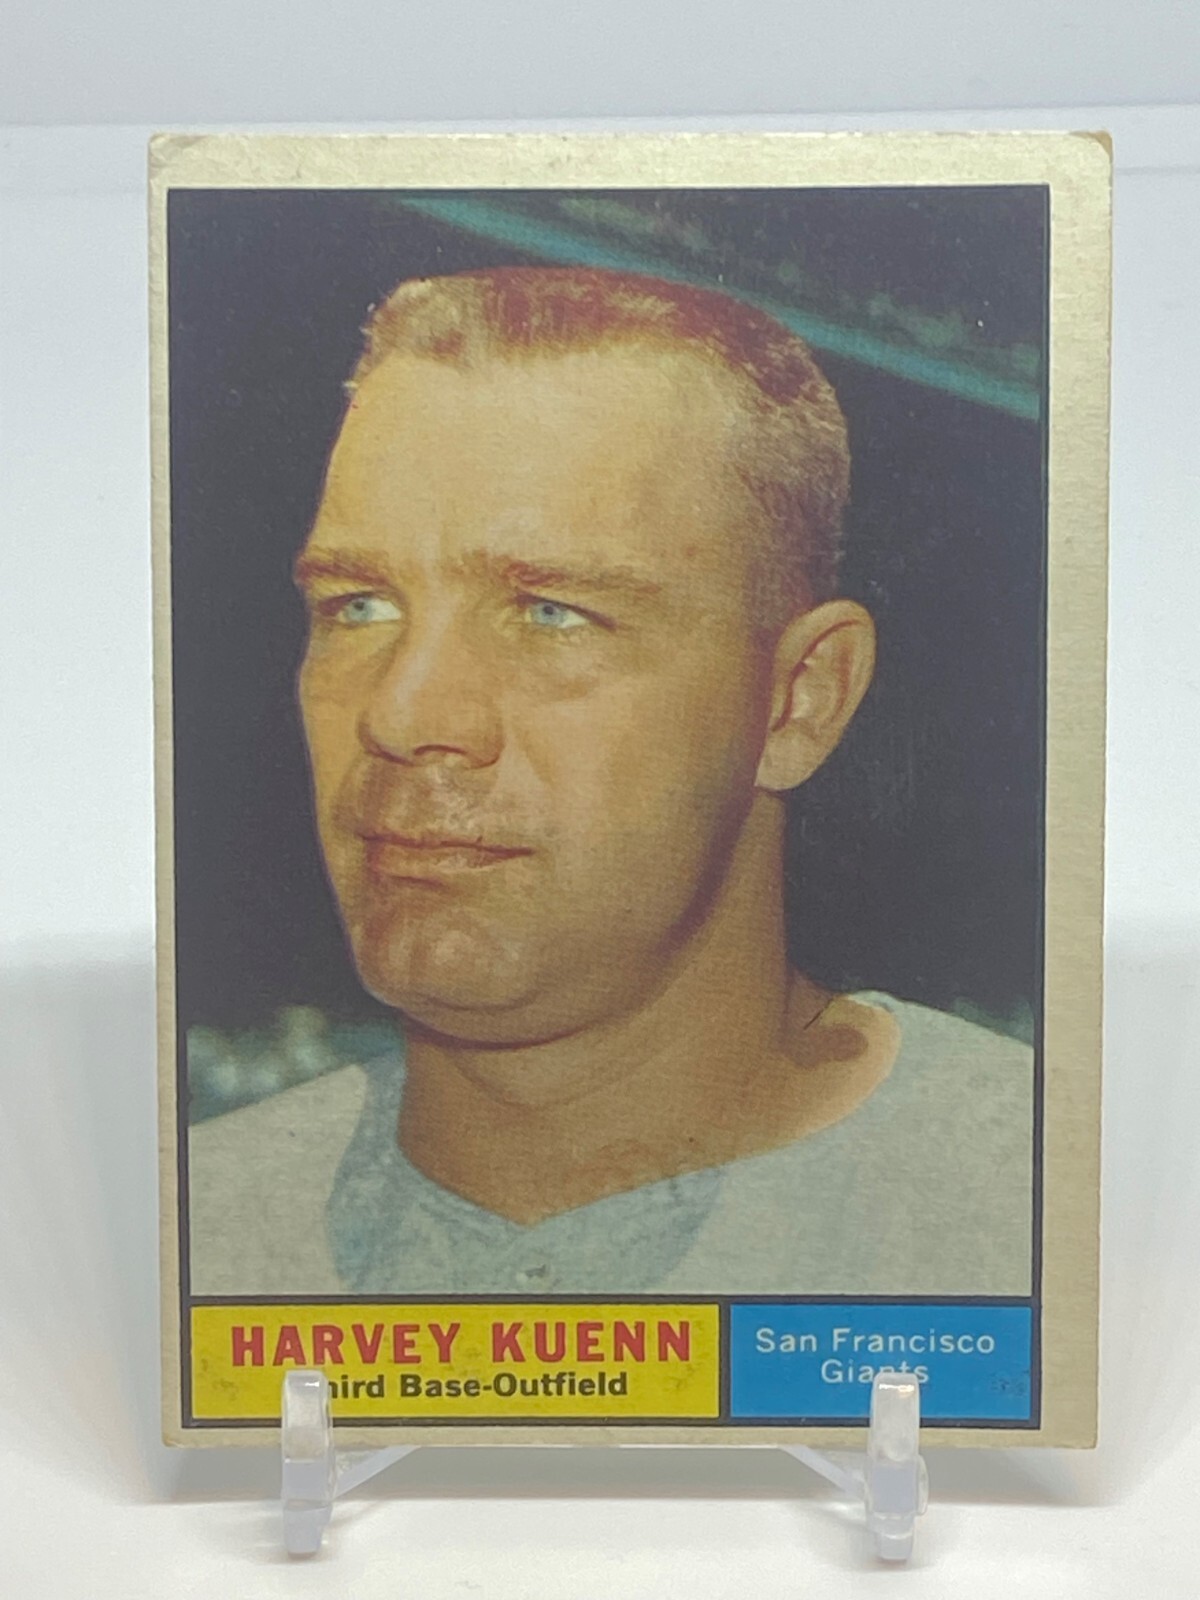 HARVEY KUENN
hird Base-Outfield
San Francisco
Giants